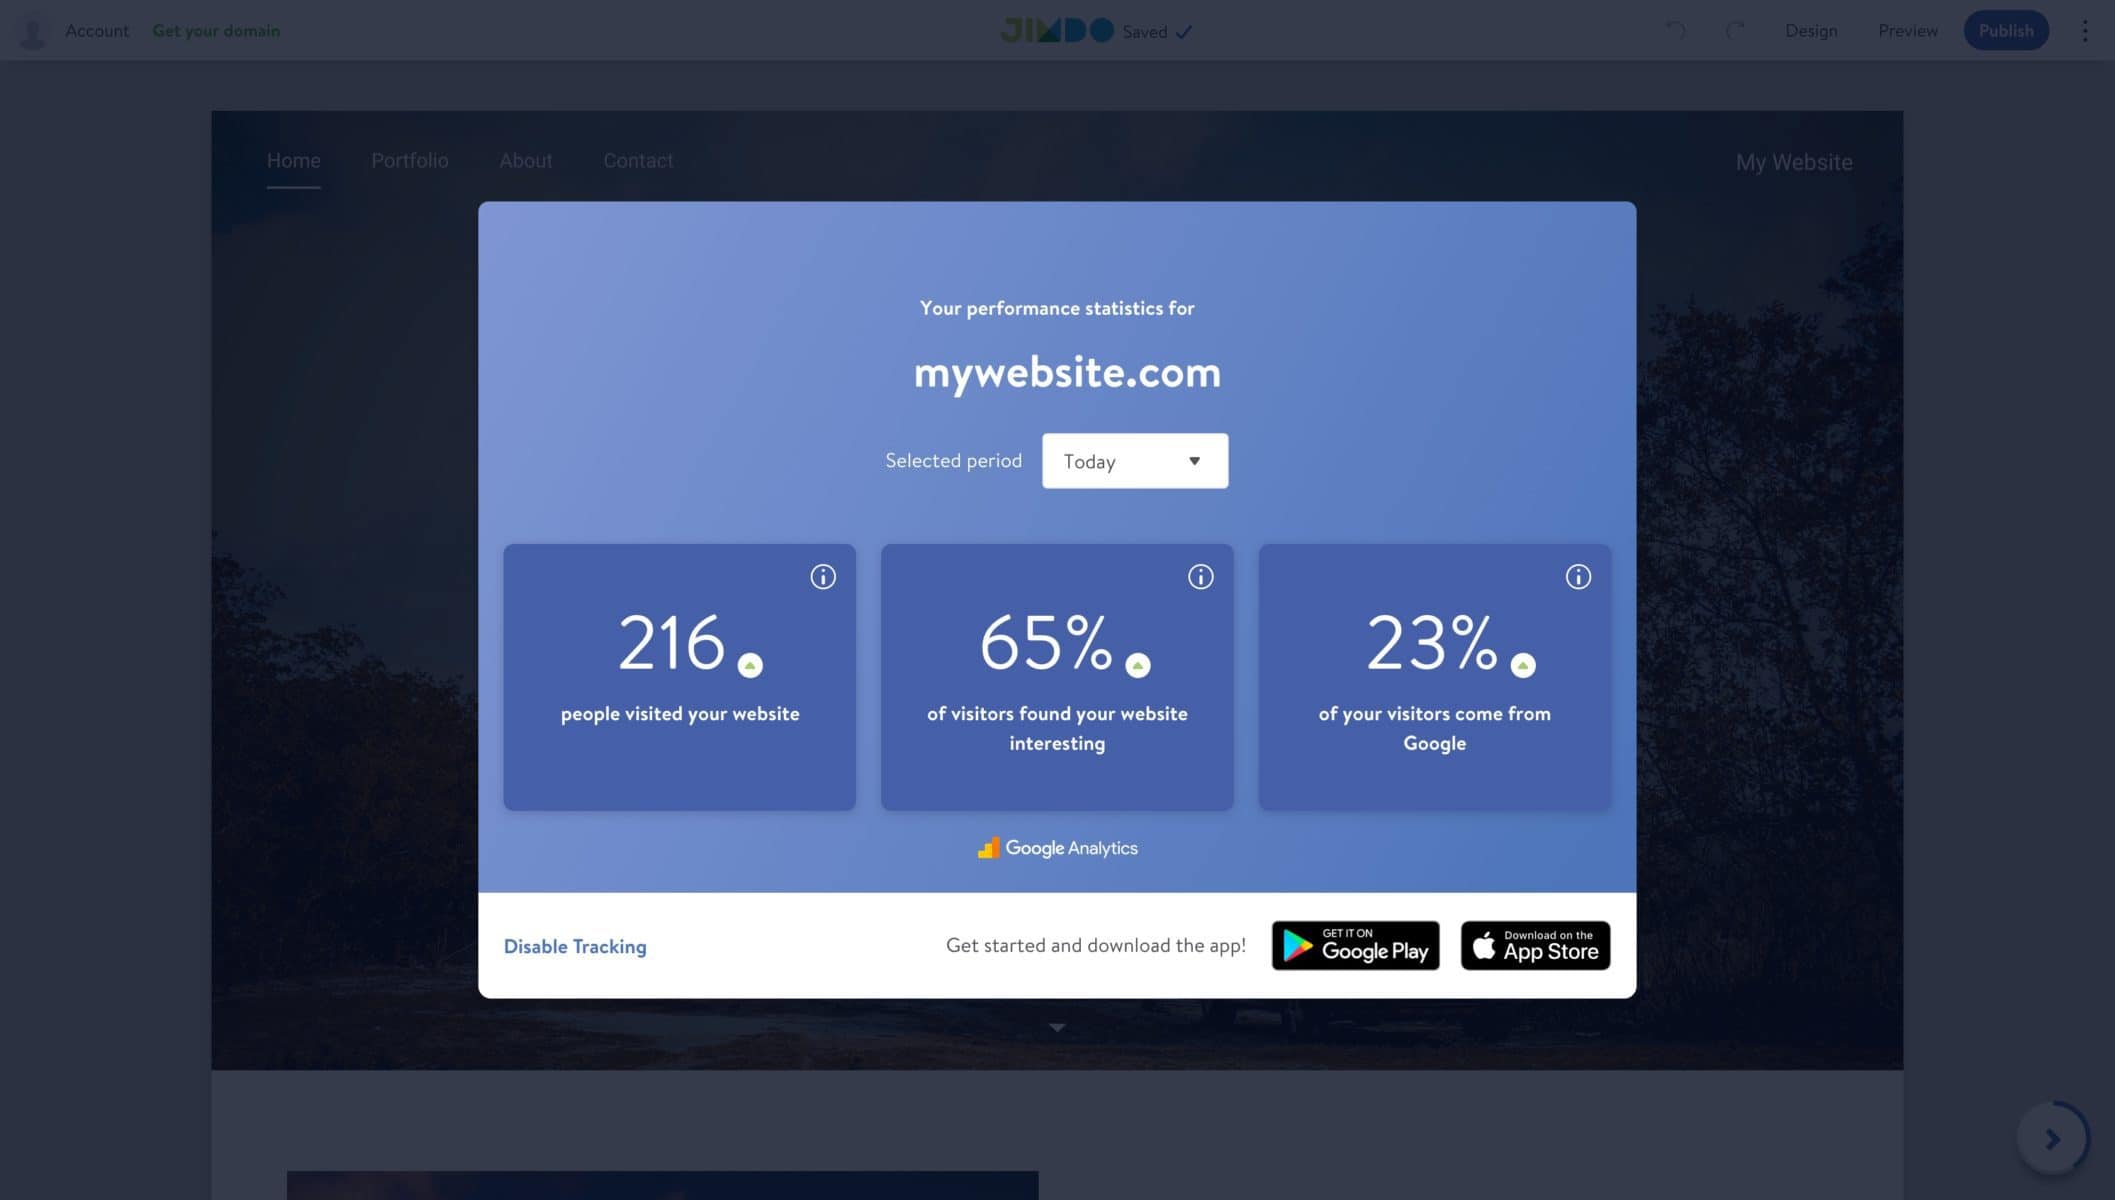 Account
Get your domain
JIMDO
Saved
Design
Preview
Publish
Home
Portfolio
About
Contact
My Website
Your performance statistics for
mywebsite.com
Selected period
Today
216
people visited your website
65%
of visitors found your website
interesting
23%
of your visitors come from
Google
Google Analytics
Disable Tracking
Get started and download the app!
GET IT ON
Google Play
Download on the
App Store